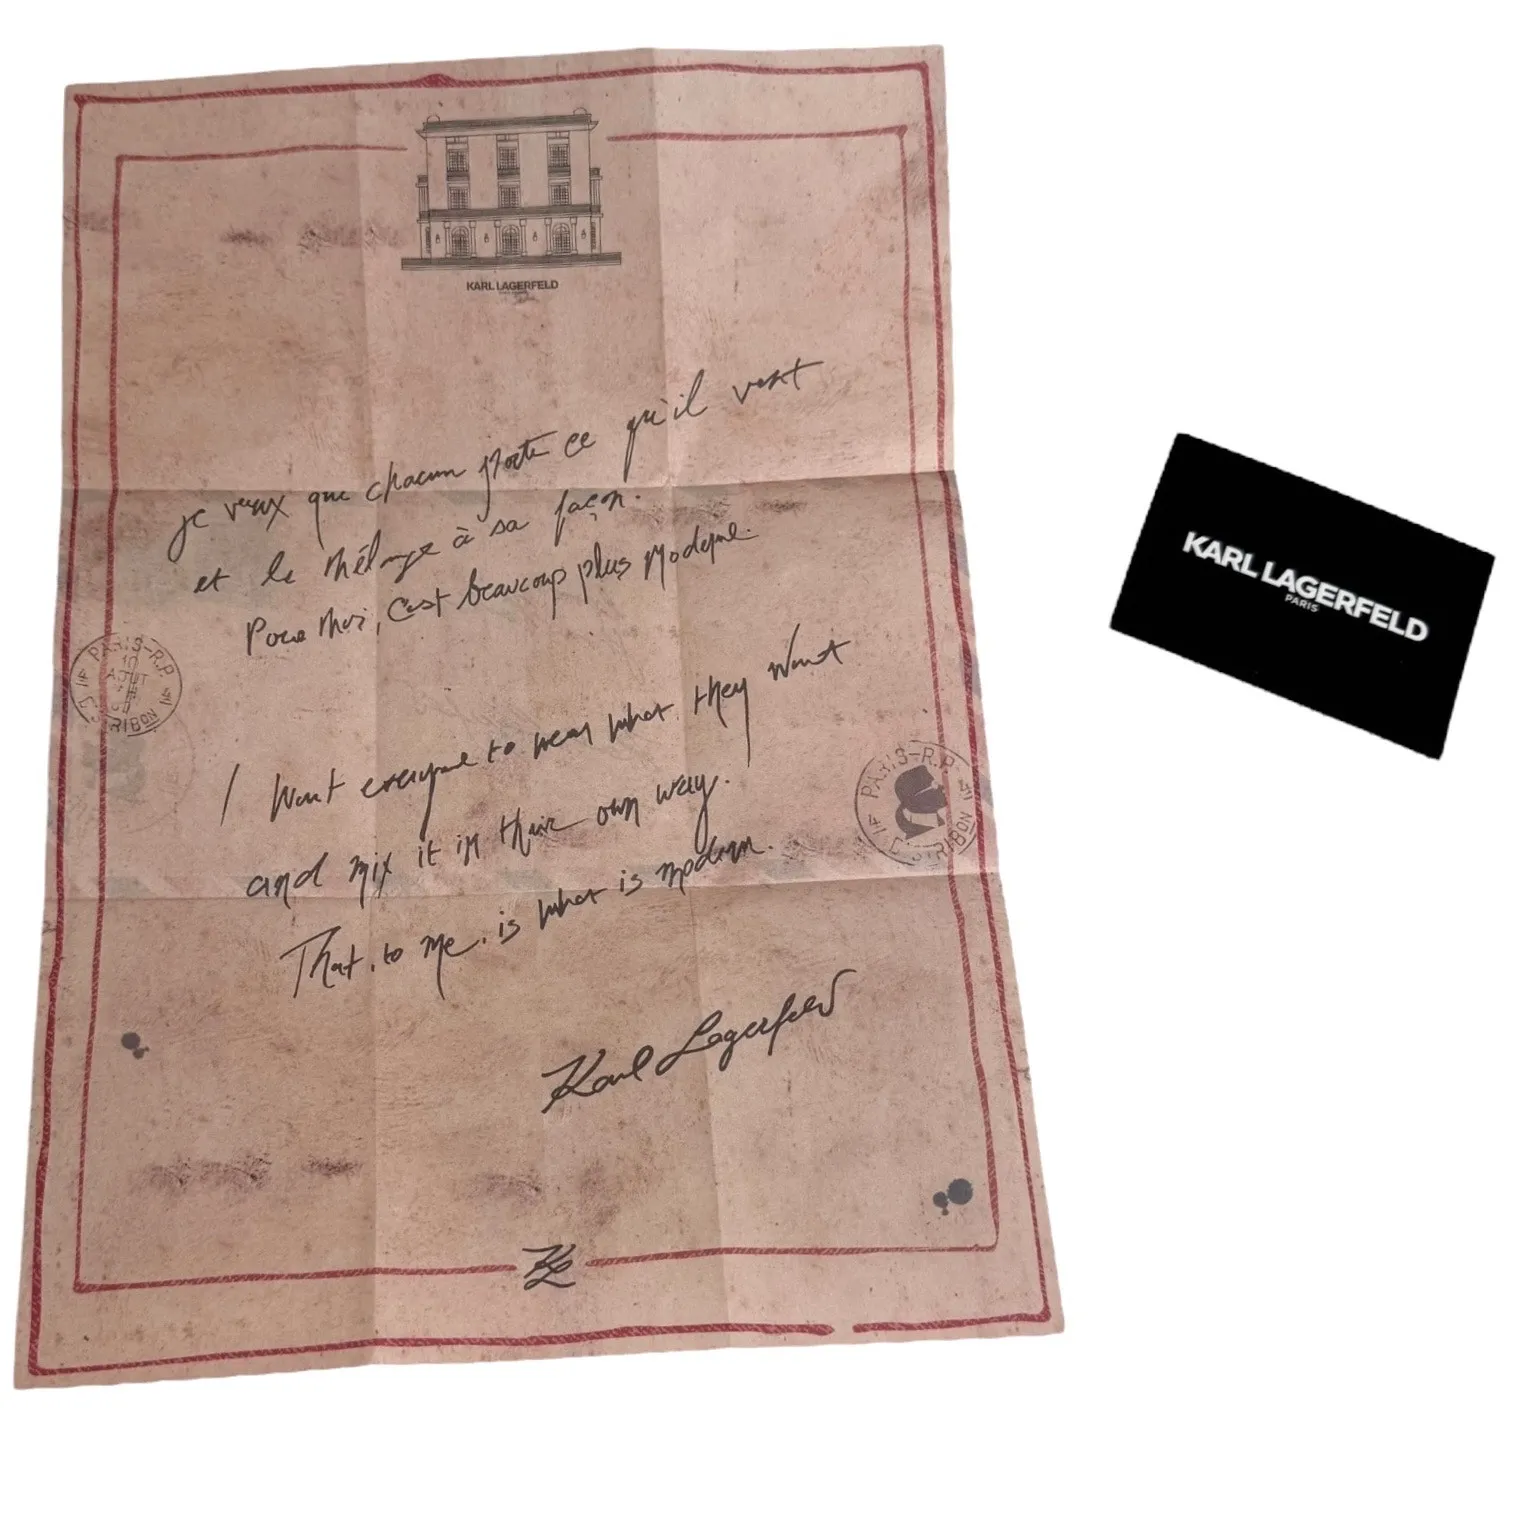 KARL LAGERFELD
je veux que chacun porte ce qu'il veut
et le mélange à sa façon.
Pour moi, c'est beaucoup plus moderne.
I want everyone to wear what they want
and mix it in their own way.
That, to me, is what is modern.
Karl Lagerfeld
KL
PARIS-R.P.
AOUT
PARIS-R.P.
KARL LAGERFELD
PARIS